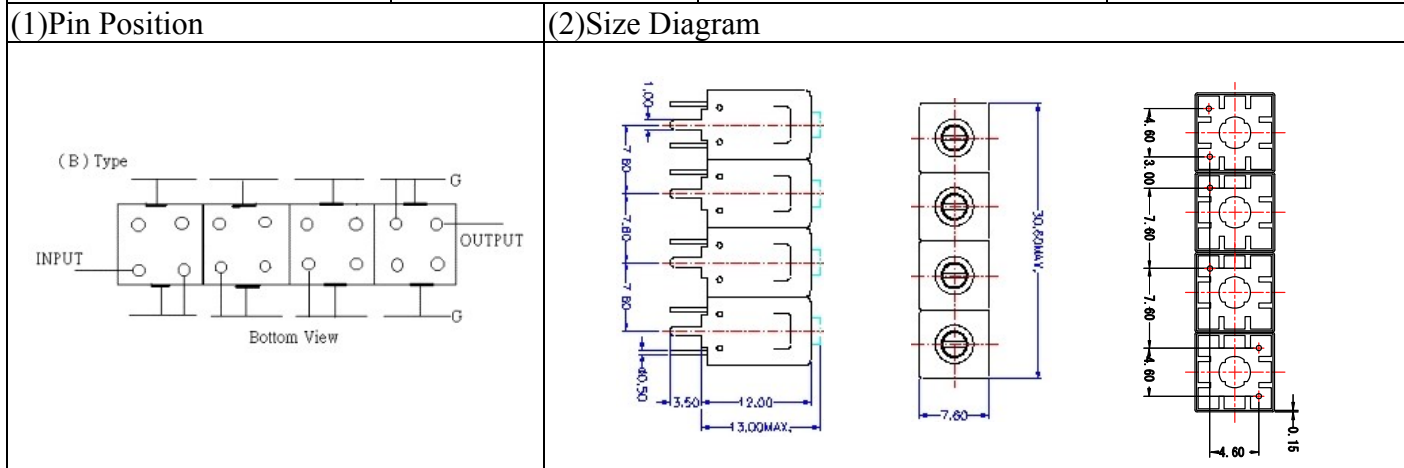 (1)Pin Position
(2)Size Diagram
(B) Type
G
INPUT
OUTPUT
G
Bottom View
1.00
7.60
7.60
7.60
Φ0.50
3.50
12.00
13.00MAX,
30.60MAX,
7.60
4.60
3.00
7.60
7.60
4.60
4.60
0.15